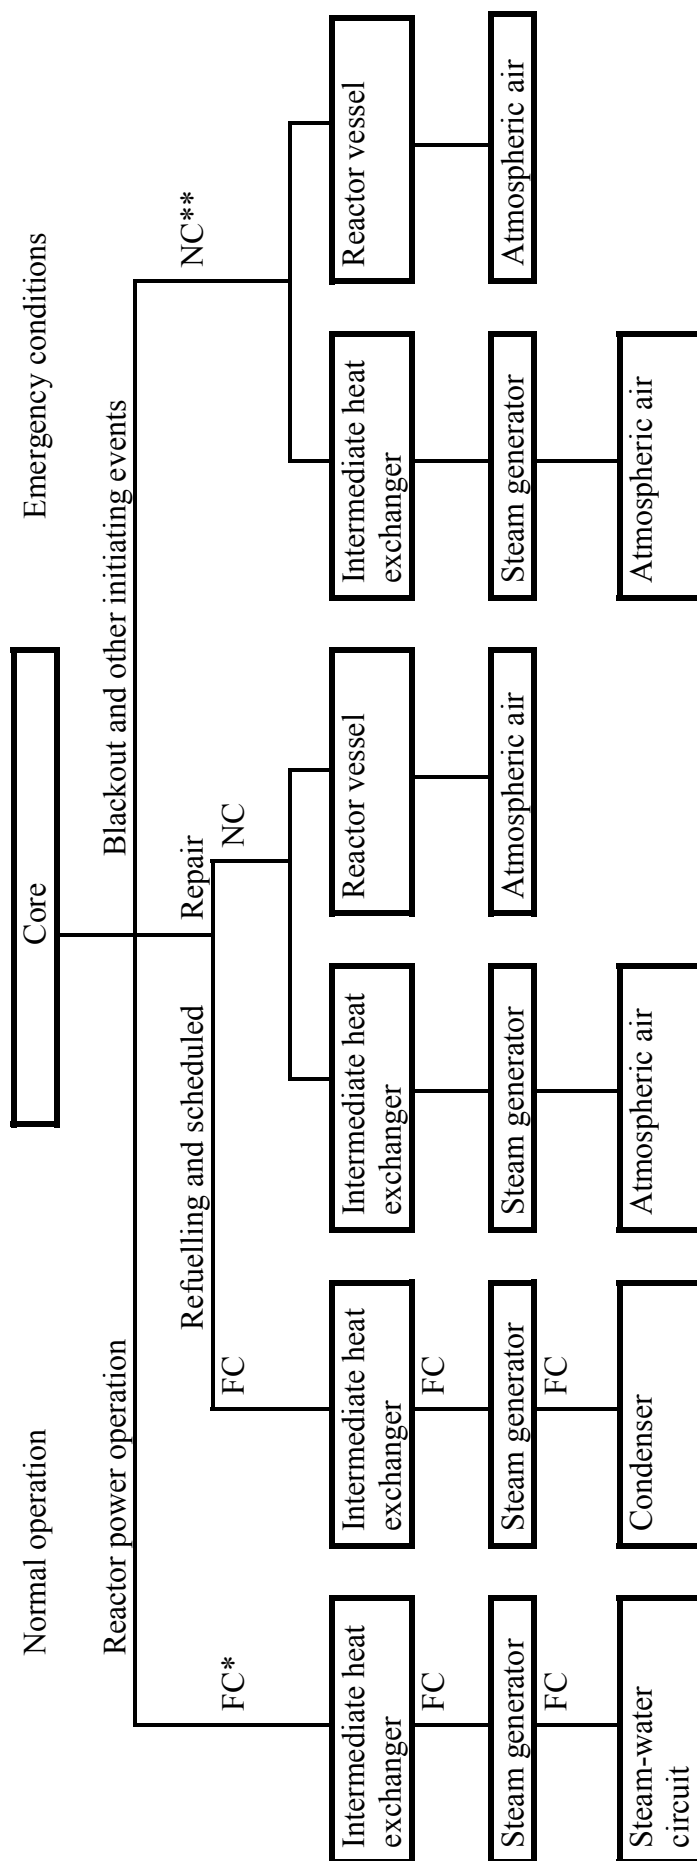 Normal operation
Emergency conditions
Core
Reactor power operation
Blackout and other initiating events
Refuelling and scheduled
Repair
FC*
FC
NC
NC**
Intermediate heat
exchanger
Intermediate heat
exchanger
Intermediate heat
exchanger
Reactor vessel
Intermediate heat
exchanger
Reactor vessel
FC
FC
Steam generator
Steam generator
Steam generator
Atmospheric air
Steam generator
Atmospheric air
FC
FC
Steam-water
circuit
Condenser
Atmospheric air
Atmospheric air